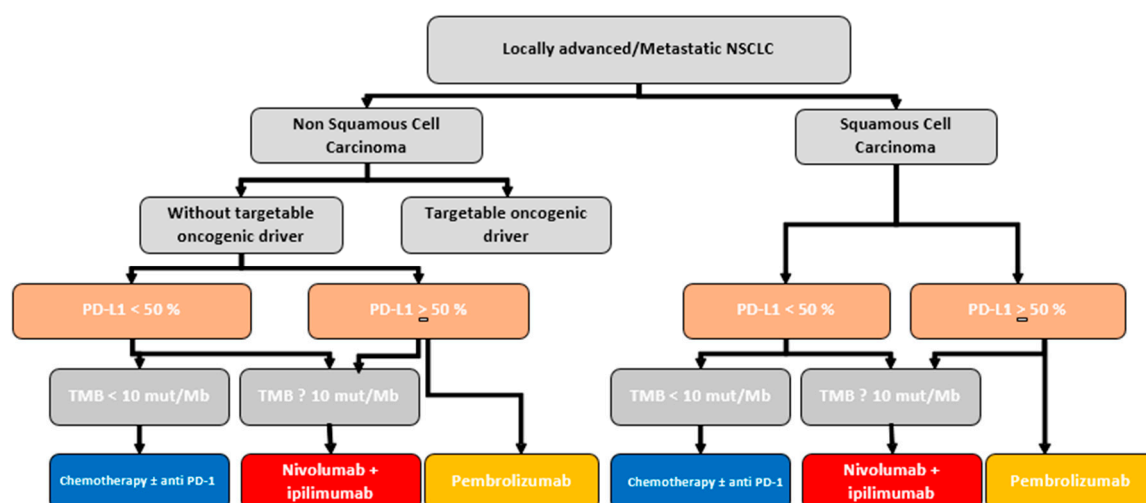 Locally advanced/Metastatic NSCLC
Non Squamous Cell
Carcinoma
Squamous Cell
Carcinoma
Without targetable
oncogenic driver
Targetable oncogenic
driver
PD-L1 < 50 %
PD-L1 ≥ 50 %
PD-L1 < 50 %
PD-L1 ≥ 50 %
TMB < 10 mut/Mb
TMB ? 10 mut/Mb
TMB < 10 mut/Mb
TMB ? 10 mut/Mb
Chemotherapy ± anti PD-1
Nivolumab +
ipilimumab
Pembrolizumab
Chemotherapy ± anti PD-1
Nivolumab +
ipilimumab
Pembrolizumab